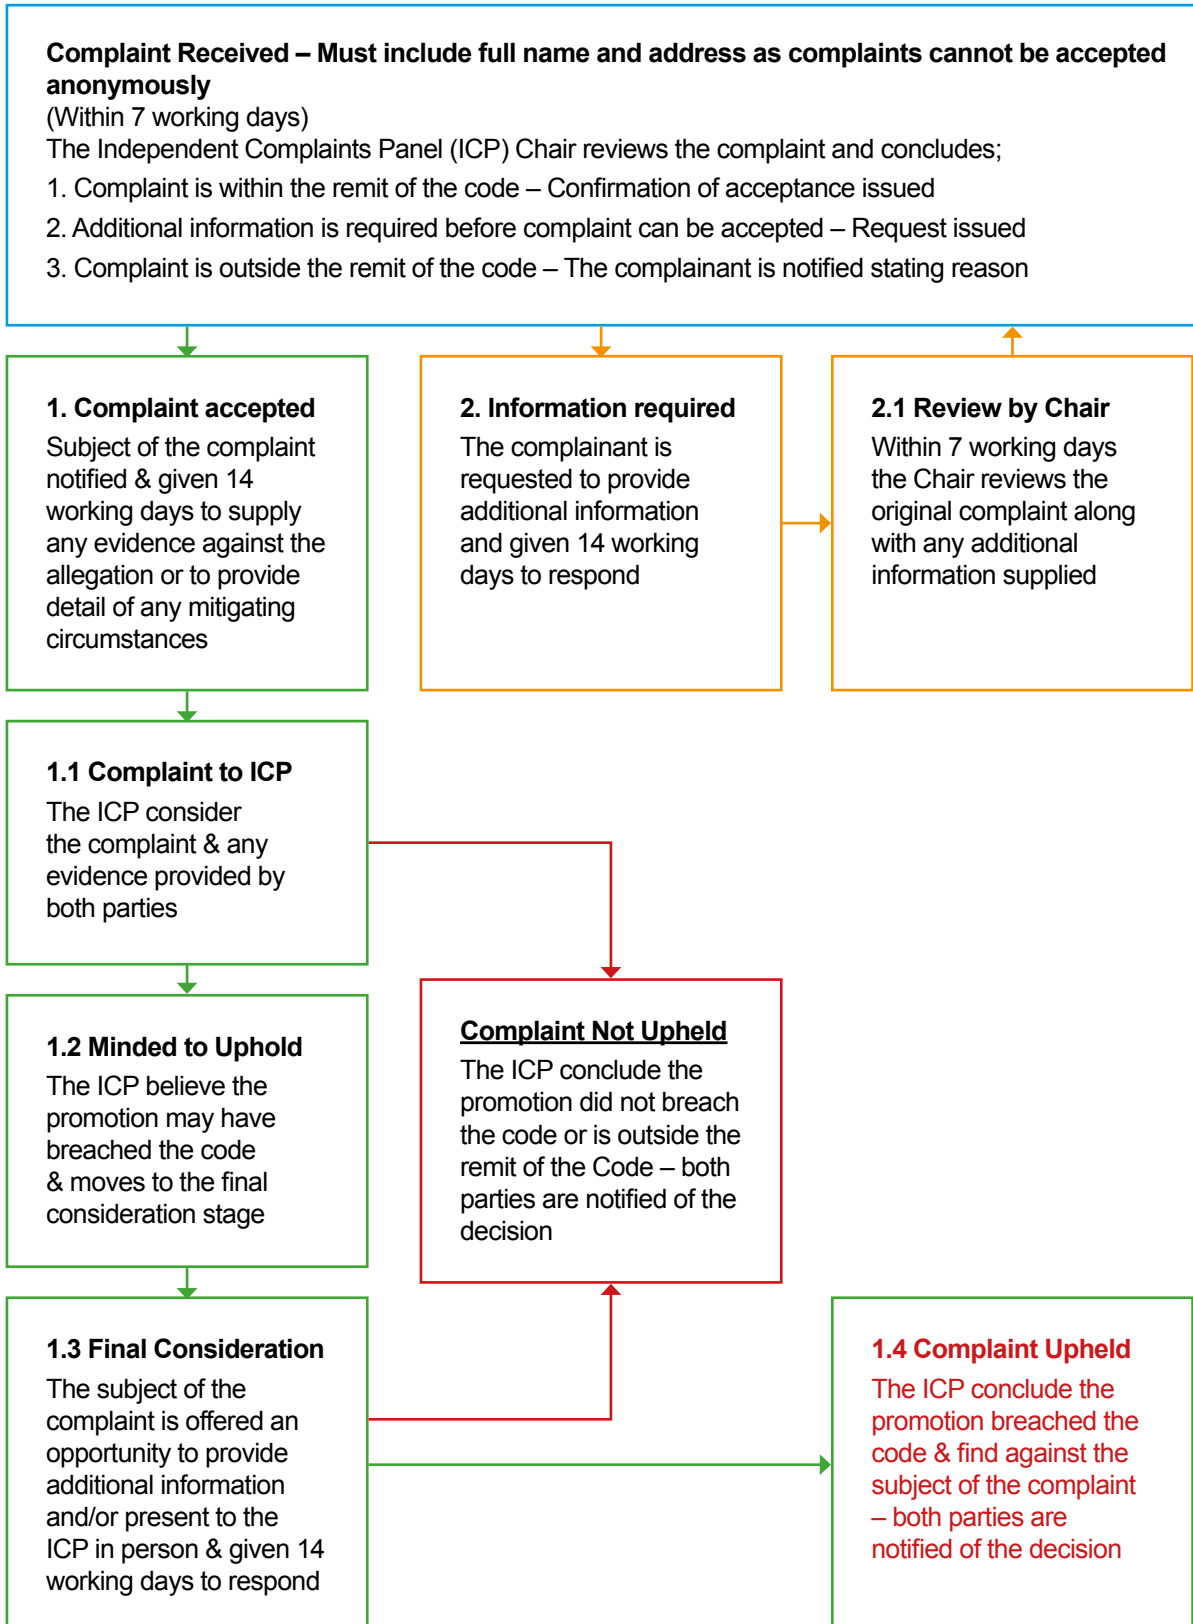 Complaint Received – Must include full name and address as complaints cannot be accepted
anonymously
(Within 7 working days)
The Independent Complaints Panel (ICP) Chair reviews the complaint and concludes;
1. Complaint is within the remit of the code – Confirmation of acceptance issued
2. Additional information is required before complaint can be accepted – Request issued
3. Complaint is outside the remit of the code – The complainant is notified stating reason
1. Complaint accepted
Subject of the complaint
notified & given 14
working days to supply
any evidence against the
allegation or to provide
detail of any mitigating
circumstances
2. Information required
The complainant is
requested to provide
additional information
and given 14 working
days to respond
2.1 Review by Chair
Within 7 working days
the Chair reviews the
original complaint along
with any additional
information supplied
1.1 Complaint to ICP
The ICP consider
the complaint & any
evidence provided by
both parties
1.2 Minded to Uphold
The ICP believe the
promotion may have
breached the code
& moves to the final
consideration stage
Complaint Not Upheld
The ICP conclude the
promotion did not breach
the code or is outside the
remit of the Code – both
parties are notified of the
decision
1.3 Final Consideration
The subject of the
complaint is offered an
opportunity to provide
additional information
and/or present to the
ICP in person & given 14
working days to respond
1.4 Complaint Upheld
The ICP conclude the
promotion breached the
code & find against the
subject of the complaint
– both parties are
notified of the decision